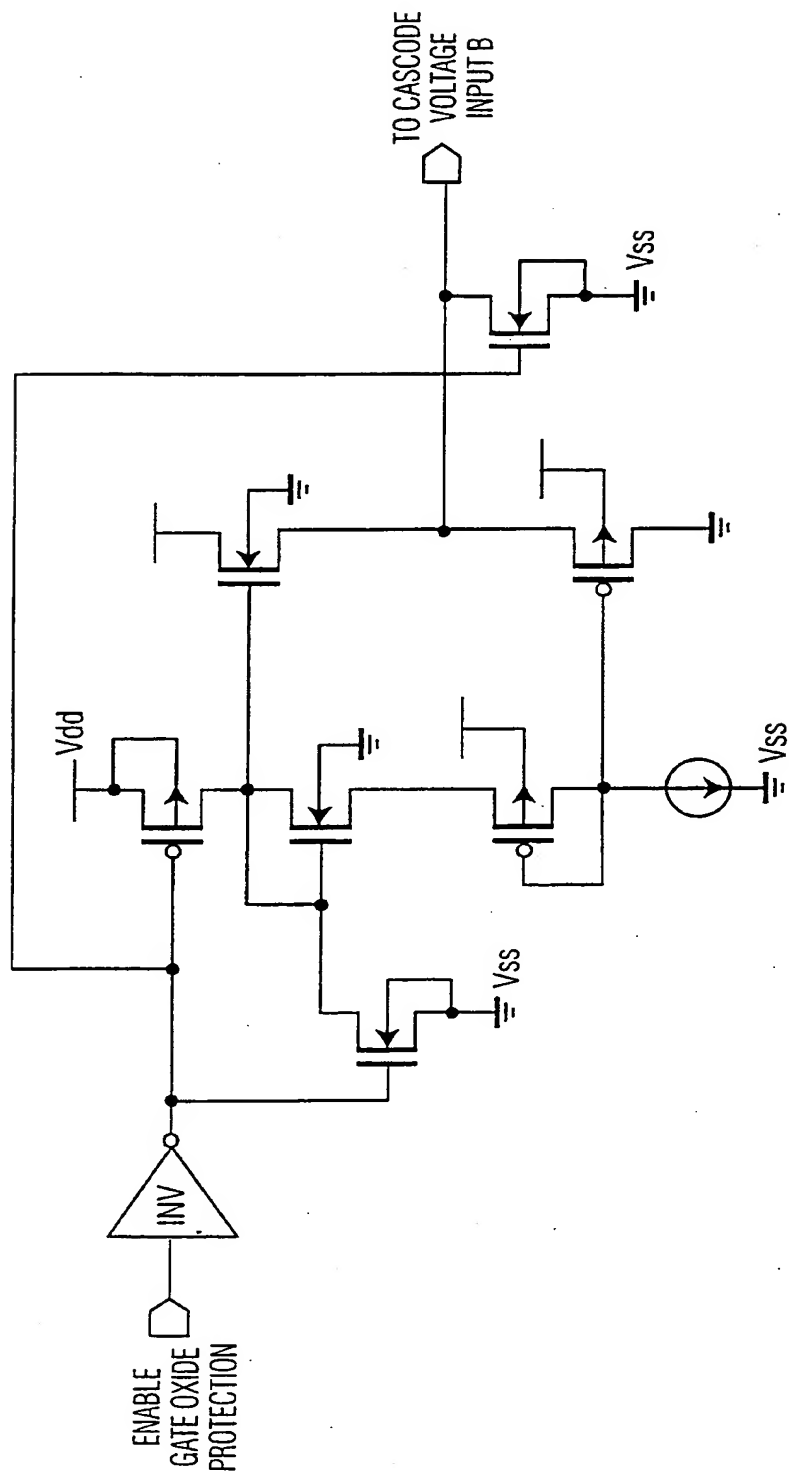 ENABLE
GATE OXIDE
PROTECTION
INV
Vdd
Vss
Vss
Vss
TO CASCODE
VOLTAGE
INPUT B